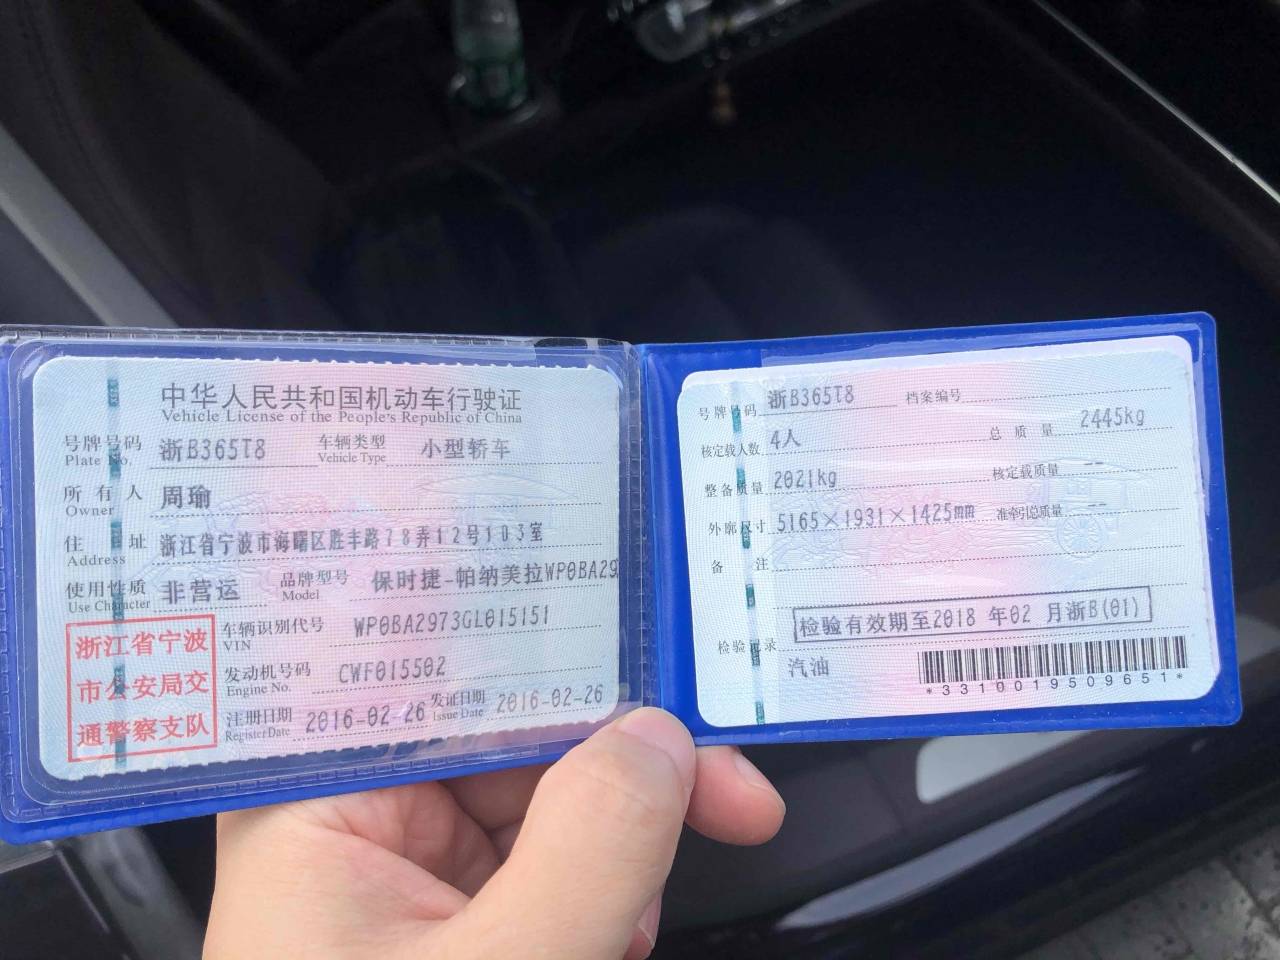 中华人民共和国机动车行驶证
Vehicle License of the People's Republic of China
号牌号码 浙B365T8 车辆类型 小型轿车
Plate No. Vehicle Type
所有人 周瑜
Owner
住址 浙江省宁波市海曙区胜丰路78弄12号103室
Address
使用性质 非营运 品牌型号 保时捷-帕纳美拉WP0BA29
Use Character Model
浙江省宁波
市公安局交
通警察支队
车辆识别代号 WP0BA2973GL015151
VIN
发动机号码 CWF015502
Engine No.
注册日期 2016-02-26 发证日期 2016-02-26
Register Date Issue Date
号牌号码 浙B365T8 档案编号
核定载人数 4人 总质量 2445kg
整备质量 2021kg 核定载质量 --
外廓尺寸 5165×1931×1425mm 准牵引总质量 --
备注
检验有效期至2018 年02 月浙B(01)
检验记录
汽油
*3310019509651*